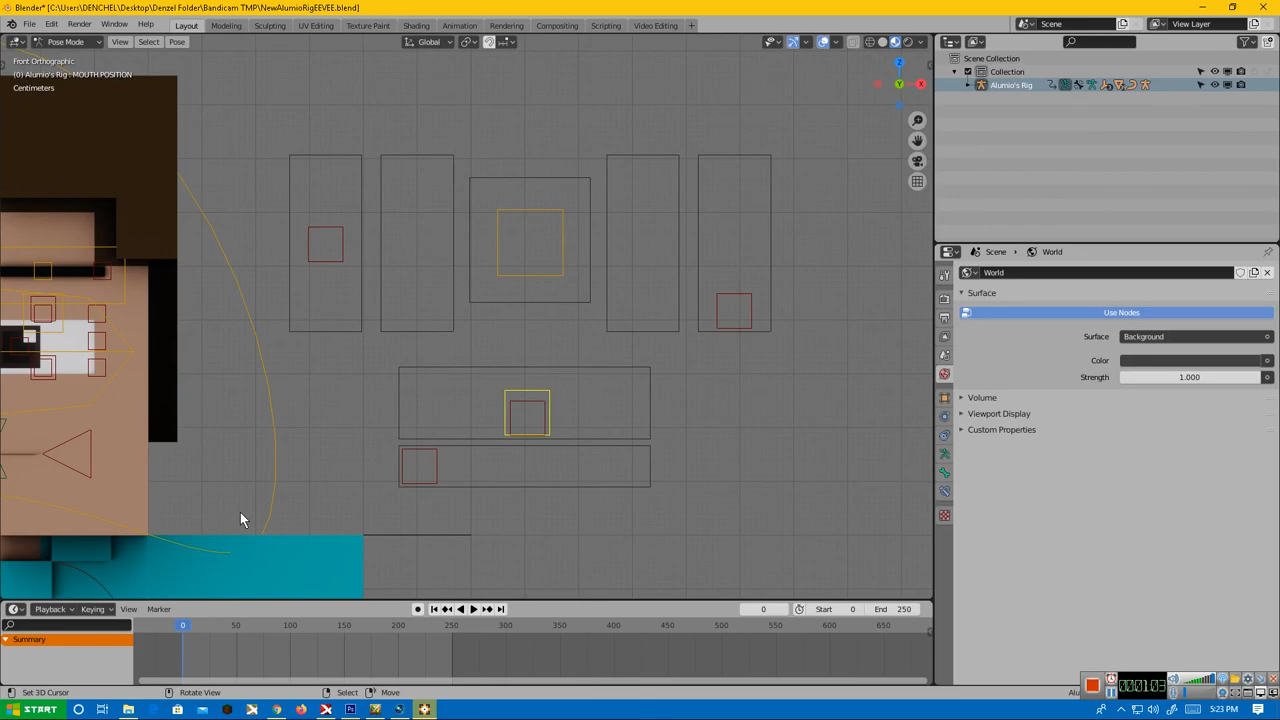 Blender* [C:\Users\DENCHEL\Desktop\Denzel Folder\Bandicam TMP\NewAlumioRigEEVEE.blend]
File Edit Render Window Help Layout Modeling Sculpting UV Editing Texture Paint Shading Animation Rendering Compositing Scripting Video Editing + Scene View Layer
Pose Mode View Select Pose Global
Front Orthographic
(0) Alumio's Rig : MOUTH.POSITION
Centimeters
Z
Y
X
Scene Collection
Collection
Alumio's Rig
Scene > World
World
Surface
Use Nodes
Surface Background
Color
Strength 1.000
Volume
Viewport Display
Custom Properties
Playback Keying View Marker 0 Start 0 End 250
0 50 100 150 200 250 300 350 400 450 500 550 600 650
Summary
Set 3D Cursor Rotate View Select Move Alu
START 5:23 PM